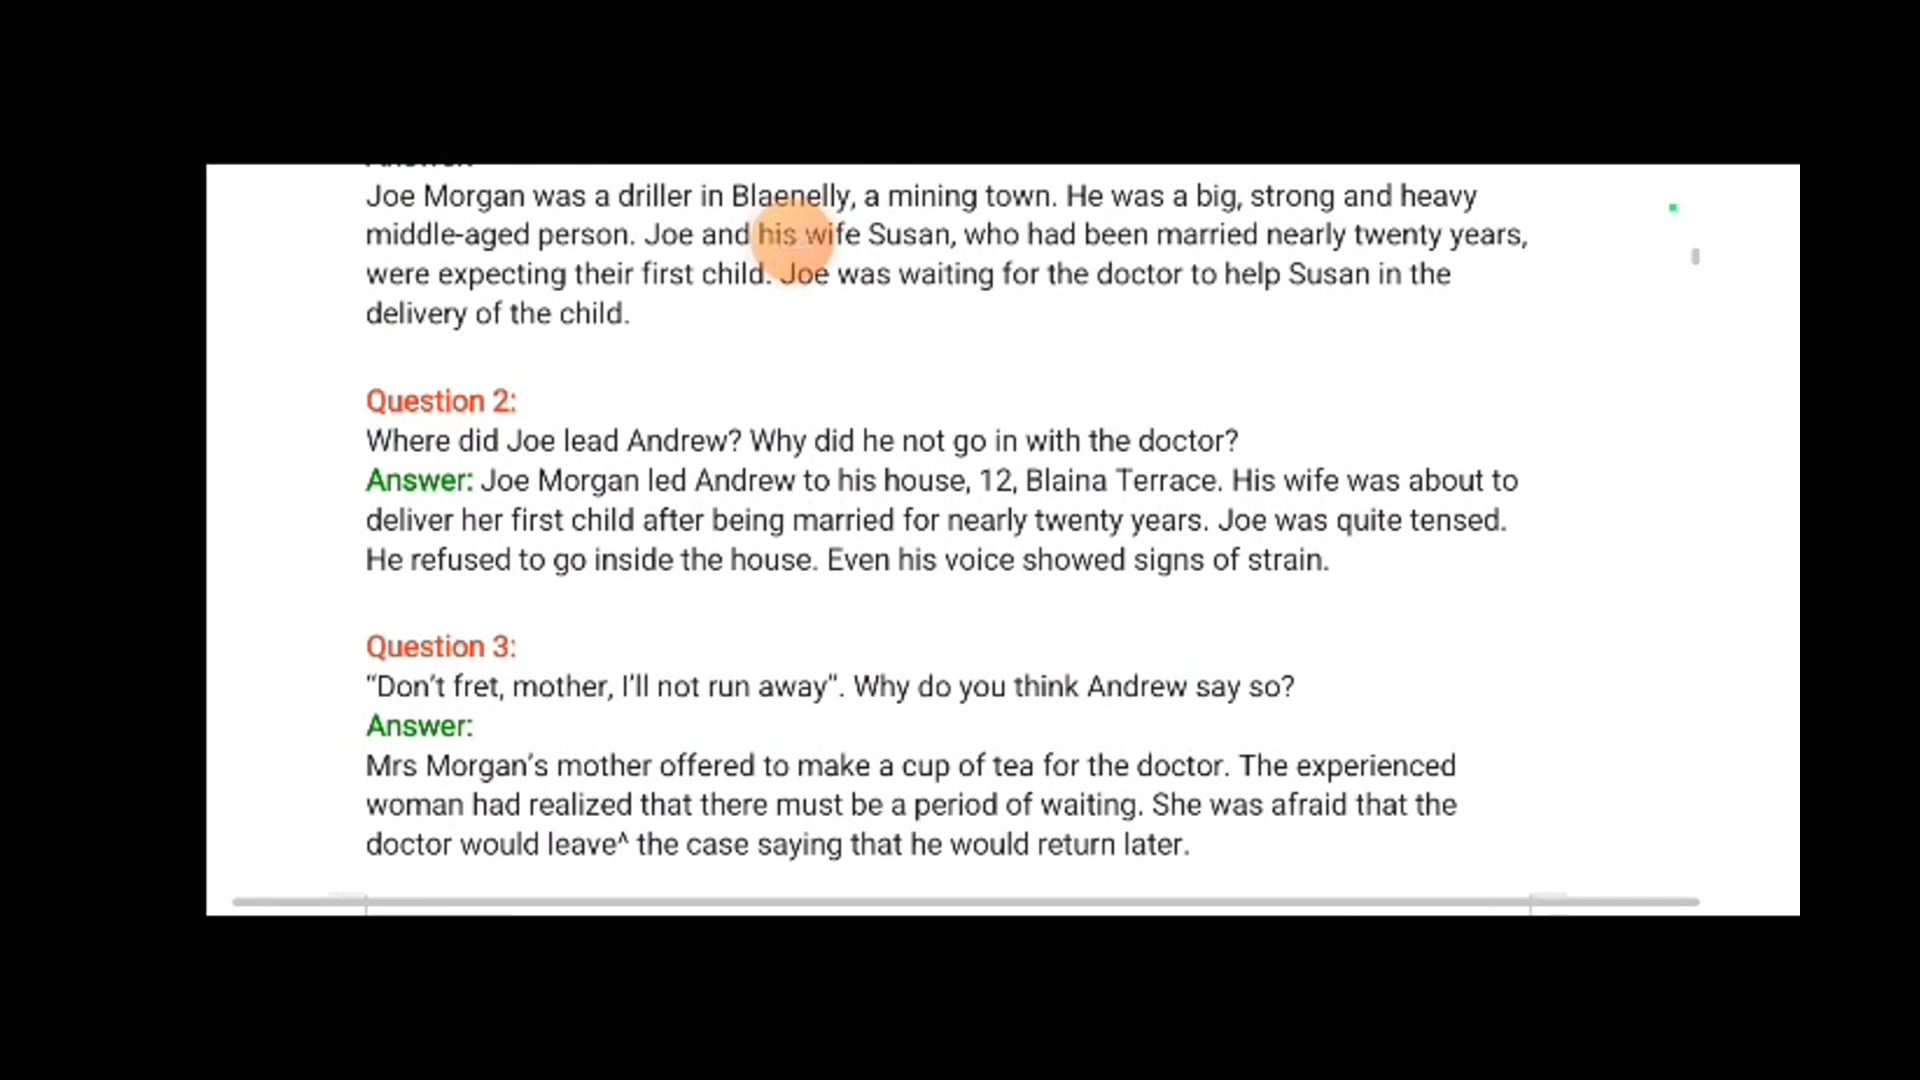 Joe Morgan was a driller in Blaenelly, a mining town. He was a big, strong and heavy
middle-aged person. Joe and his wife Susan, who had been married nearly twenty years,
were expecting their first child. Joe was waiting for the doctor to help Susan in the
delivery of the child.
Question 2:
Where did Joe lead Andrew? Why did he not go in with the doctor?
Answer: Joe Morgan led Andrew to his house, 12, Blaina Terrace. His wife was about to
deliver her first child after being married for nearly twenty years. Joe was quite tensed.
He refused to go inside the house. Even his voice showed signs of strain.
Question 3:
“Don’t fret, mother, I’ll not run away”. Why do you think Andrew say so?
Answer:
Mrs Morgan’s mother offered to make a cup of tea for the doctor. The experienced
woman had realized that there must be a period of waiting. She was afraid that the
doctor would leave^ the case saying that he would return later.